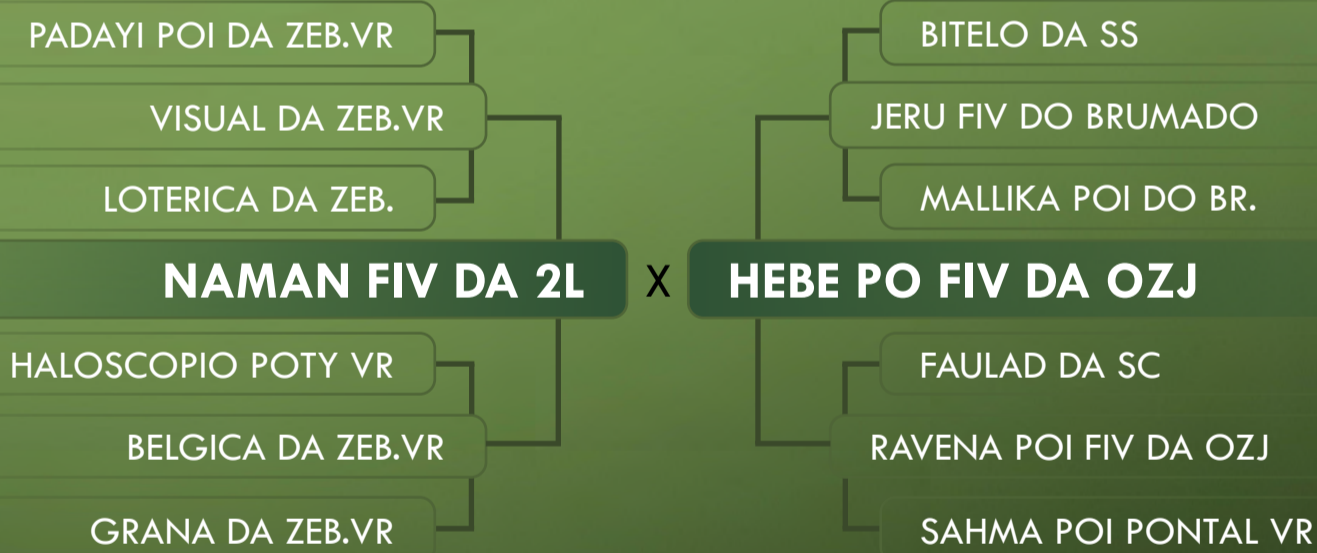 PADAYI POI DA ZEB.VR
VISUAL DA ZEB.VR
LOTERICA DA ZEB.
NAMAN FIV DA 2L
HALOSCOPIO POTY VR
BELGICA DA ZEB.VR
GRANA DA ZEB.VR
X
BITELO DA SS
JERU FIV DO BRUMADO
MALLIKA POI DO BR.
HEBE PO FIV DA OZJ
FAULAD DA SC
RAVENA POI FIV DA OZJ
SAHMA POI PONTAL VR